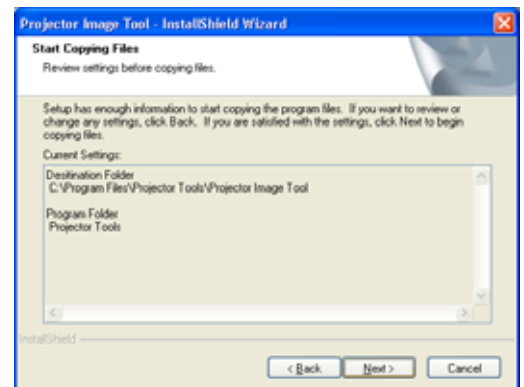 Projector Image Tool - InstallShield Wizard
Start Copying Files
Review settings before copying files.
Setup has enough information to start copying the program files. If you want to review or
change any settings, click Back. If you are satisfied with the settings, click Next to begin
copying files.
Current Settings:
Desitination Folder
C:\Program Files\Projector Tools\Projector Image Tool
Program Folder
Projector Tools
InstallShield
< Back
Next >
Cancel